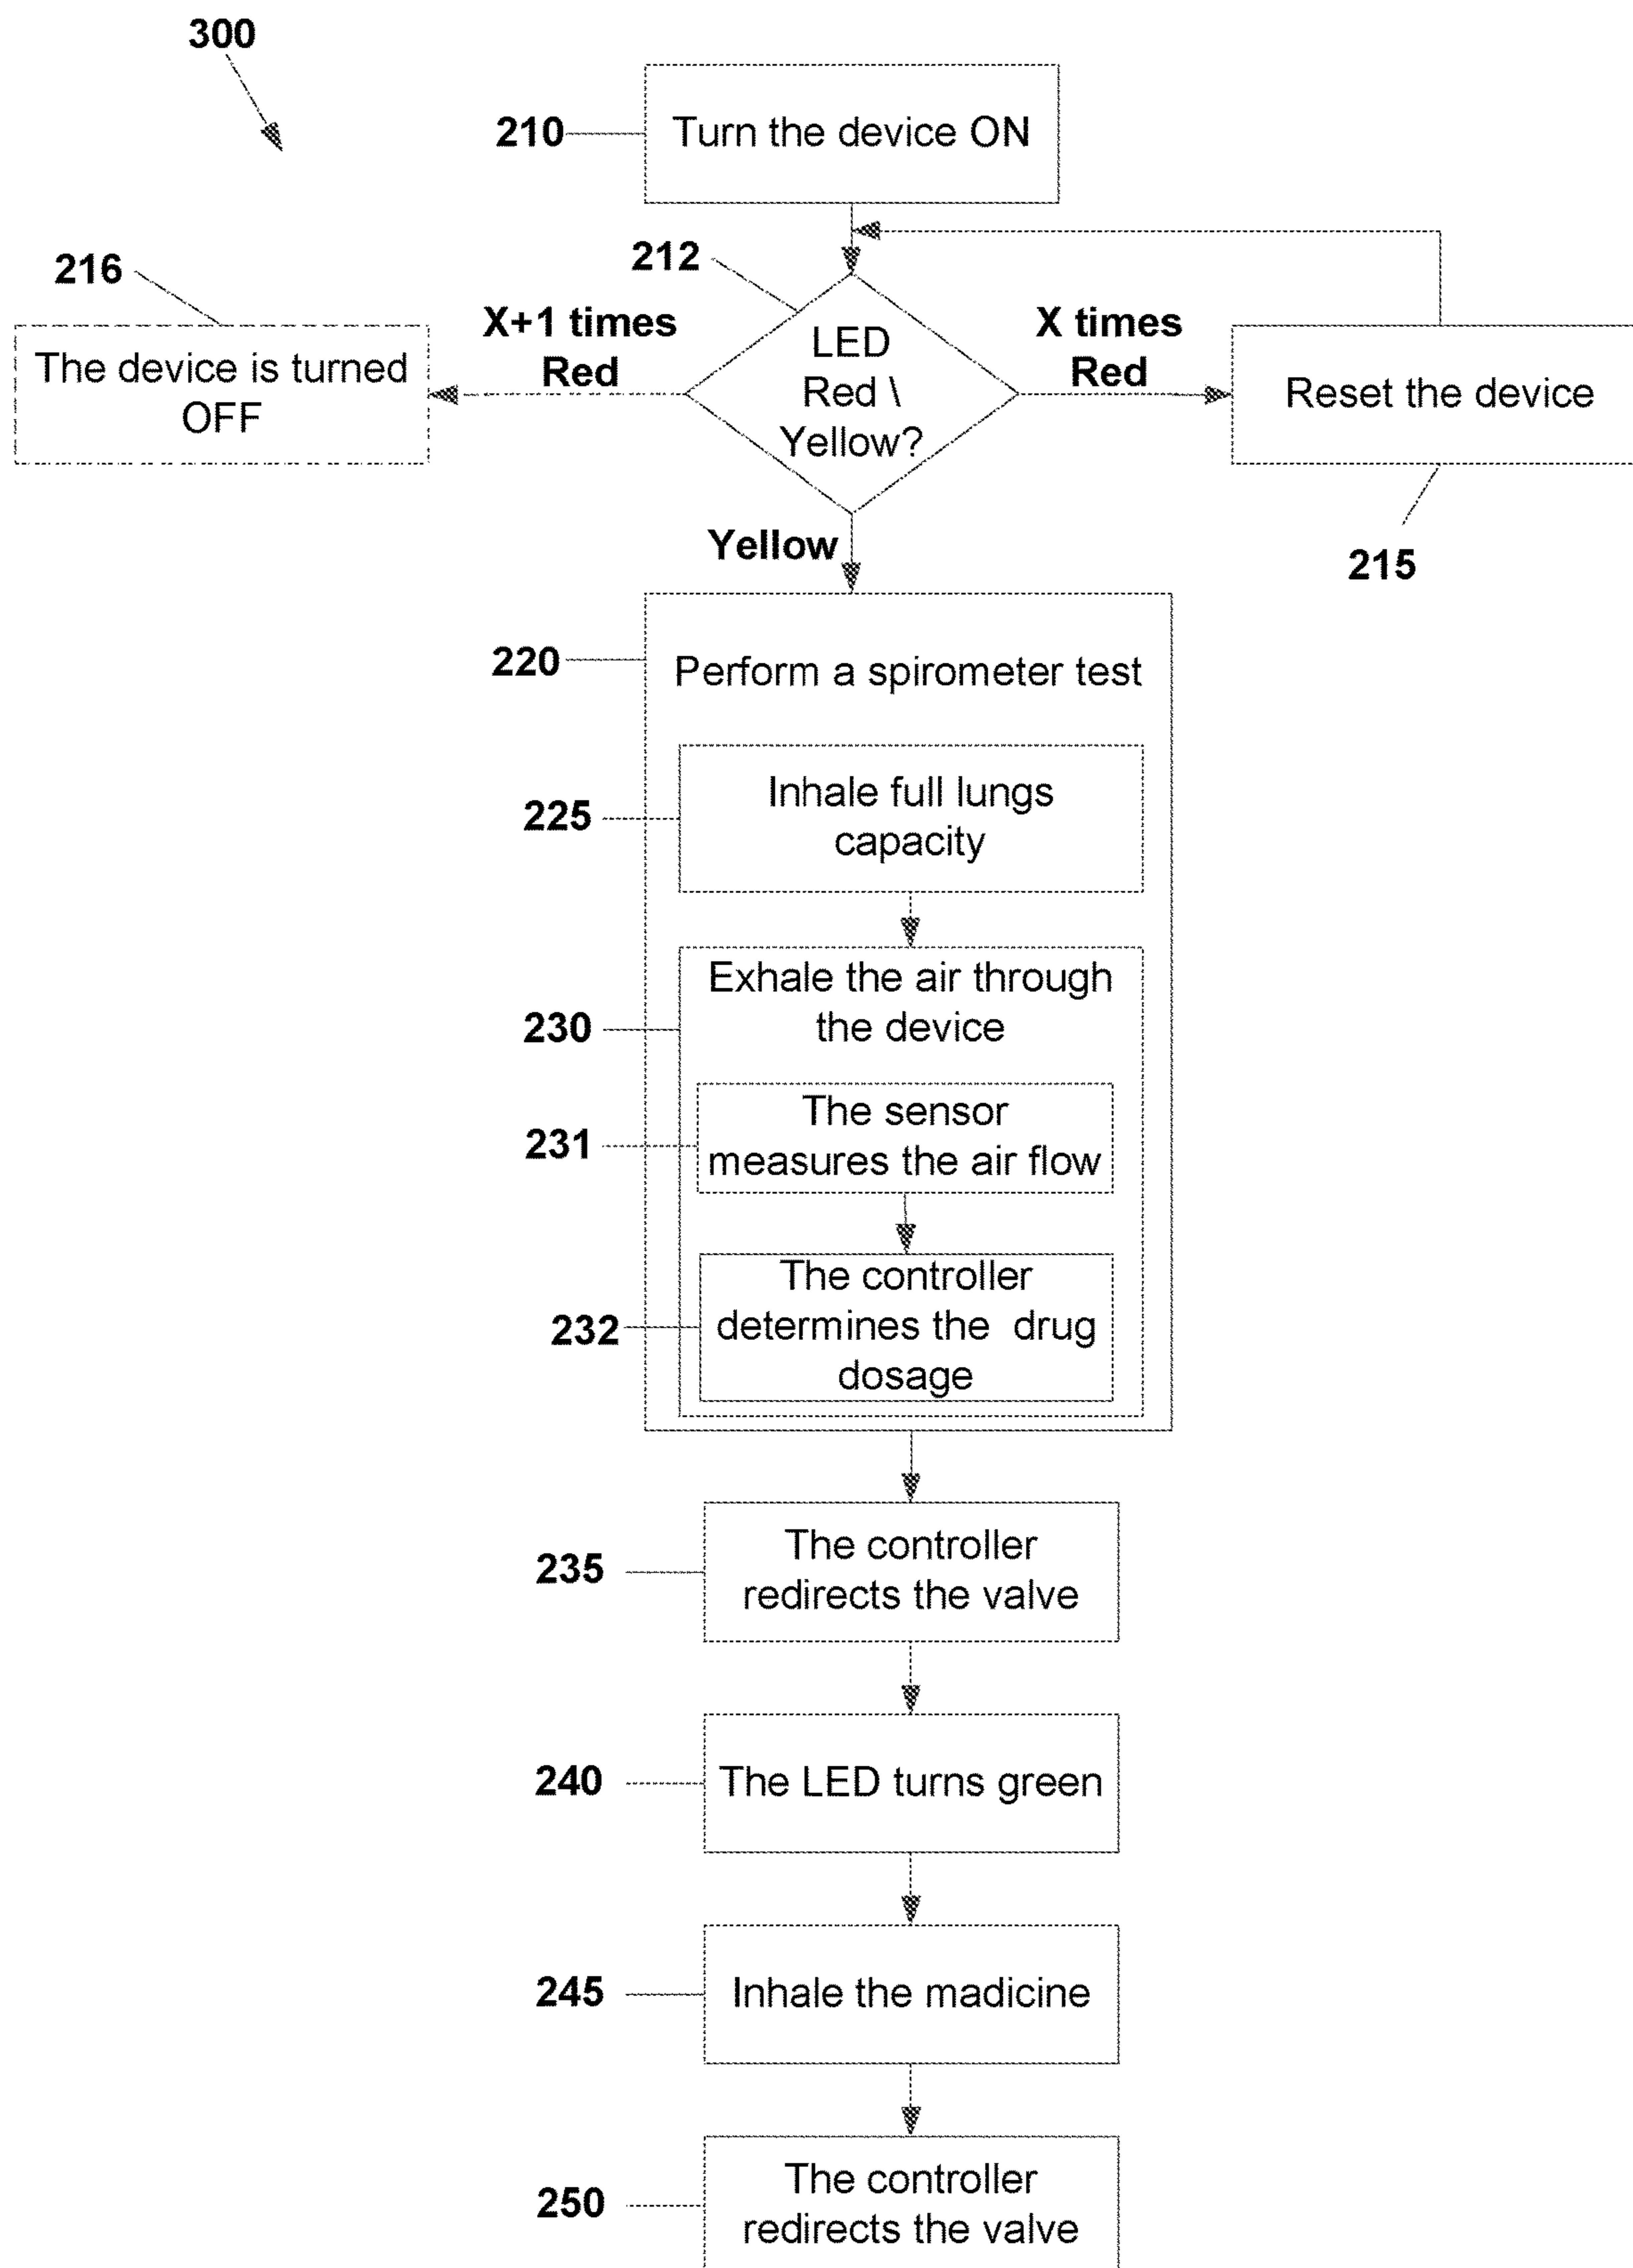 300
210
Turn the device ON
212
216
X+1 times
Red
X times
Red
LED
Red \
Yellow?
The device is turned
OFF
Reset the device
215
Yellow
220
Perform a spirometer test
225
Inhale full lungs
capacity
230
Exhale the air through
the device
231
The sensor
measures the air flow
232
The controller
determines the drug
dosage
235
The controller
redirects the valve
240
The LED turns green
245
Inhale the madicine
250
The controller
redirects the valve